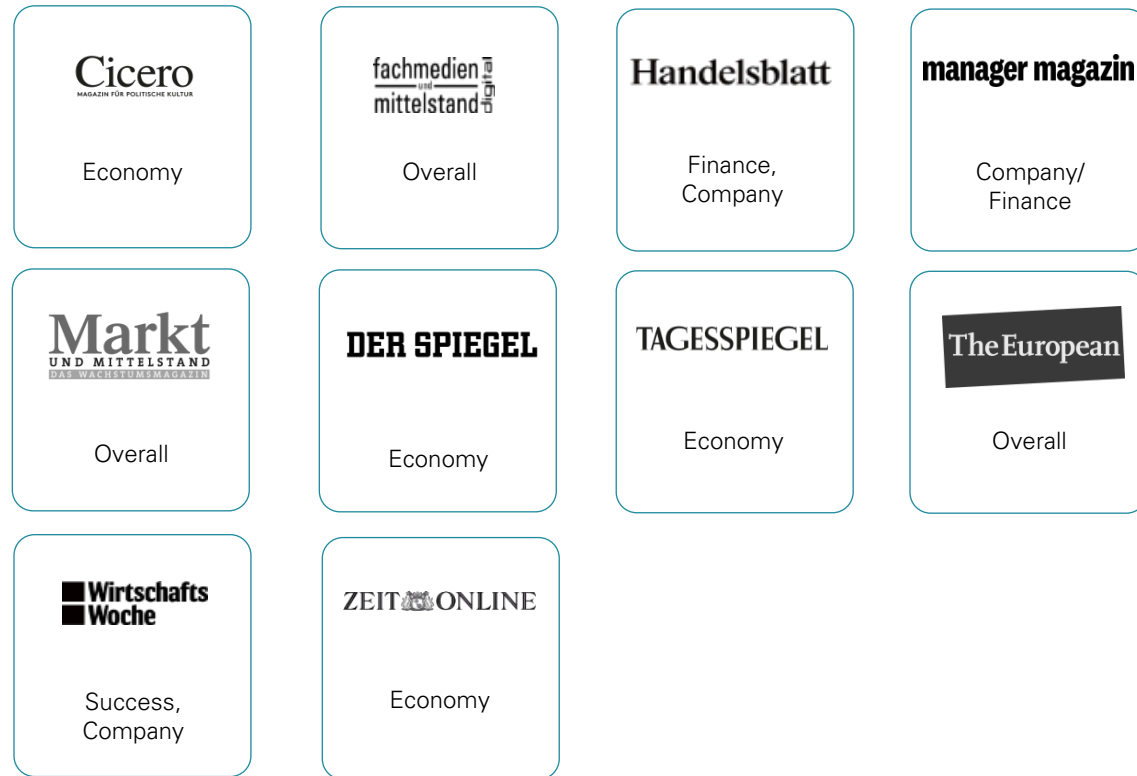 Cicero
MAGAZIN FÜR POLITISCHE KULTUR
Economy
fachmedien
und
mittelstand
digital
Overall
Handelsblatt
Finance,
Company
manager magazin
Company/
Finance
Markt
UND MITTELSTAND
DAS WACHSTUMSMAGAZIN
Overall
DER SPIEGEL
Economy
TAGESSPIEGEL
Economy
The European
Overall
Wirtschafts
Woche
Success,
Company
ZEIT ONLINE
Economy